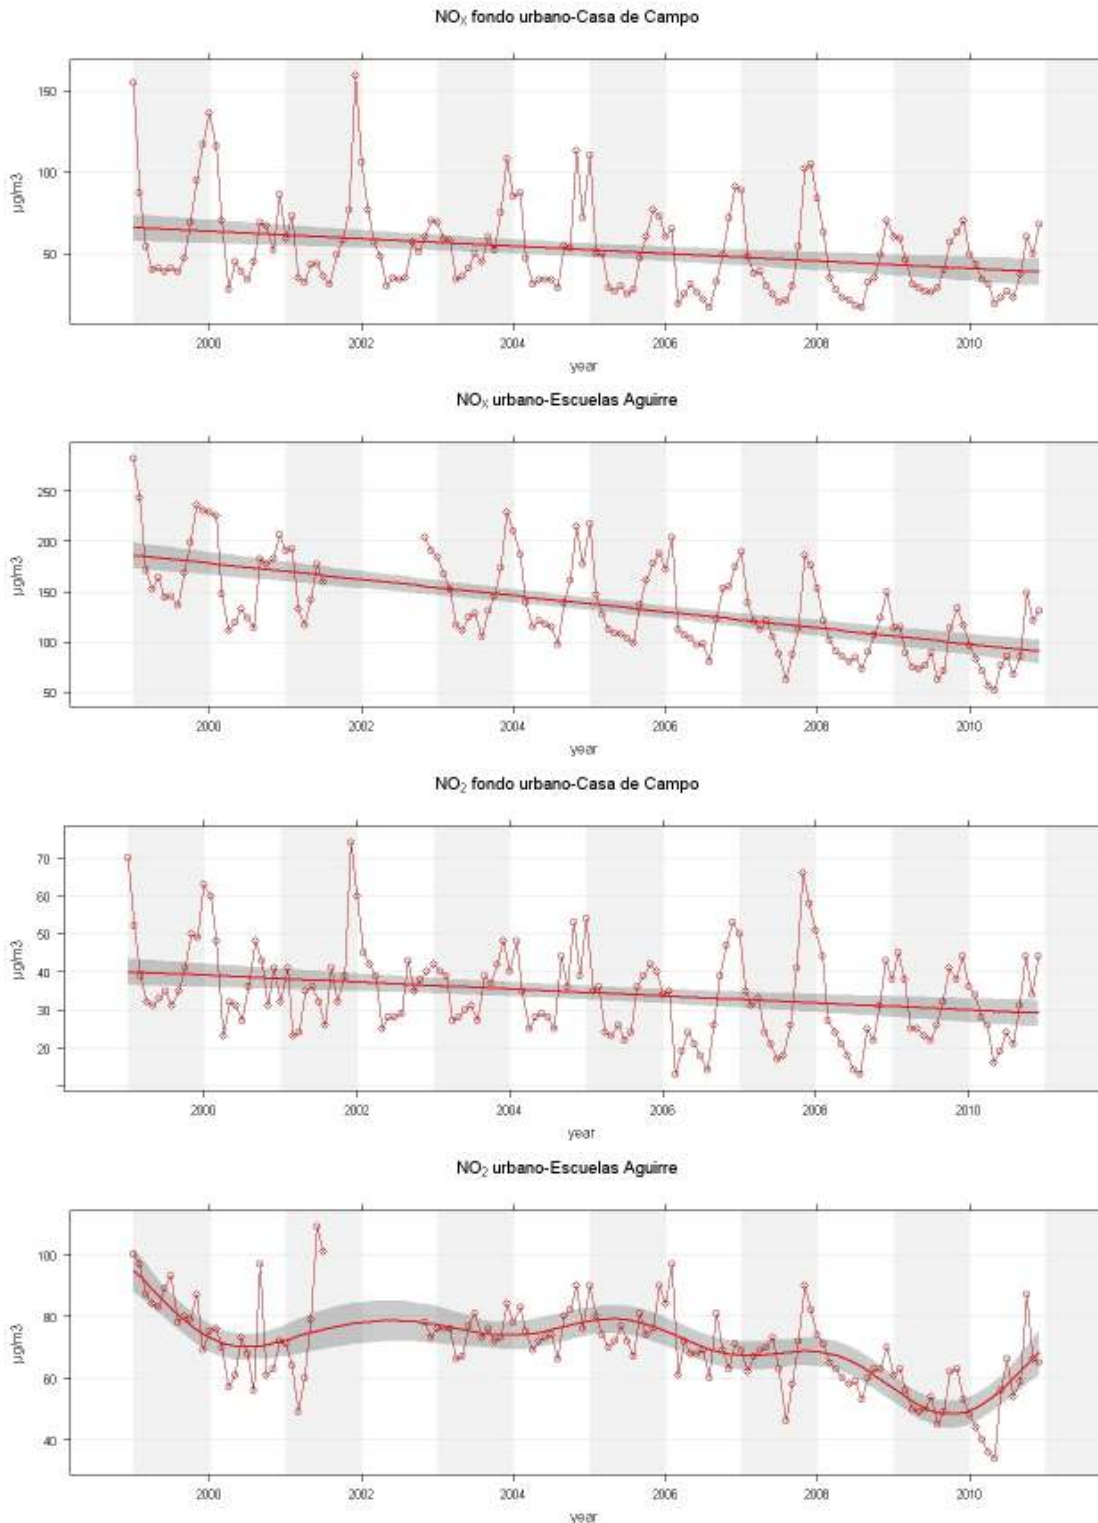 NOₓ fondo urbano-Casa de Campo
150
100
50
µg/m3
2000 2002 2004 2006 2008 2010
year
NOₓ urbano-Escuelas Aguirre
250
200
150
100
50
µg/m3
2000 2002 2004 2006 2008 2010
year
NO₂ fondo urbano-Casa de Campo
70
60
50
40
30
20
µg/m3
2000 2002 2004 2006 2008 2010
year
NO₂ urbano-Escuelas Aguirre
100
80
60
40
µg/m3
2000 2002 2004 2006 2008 2010
year